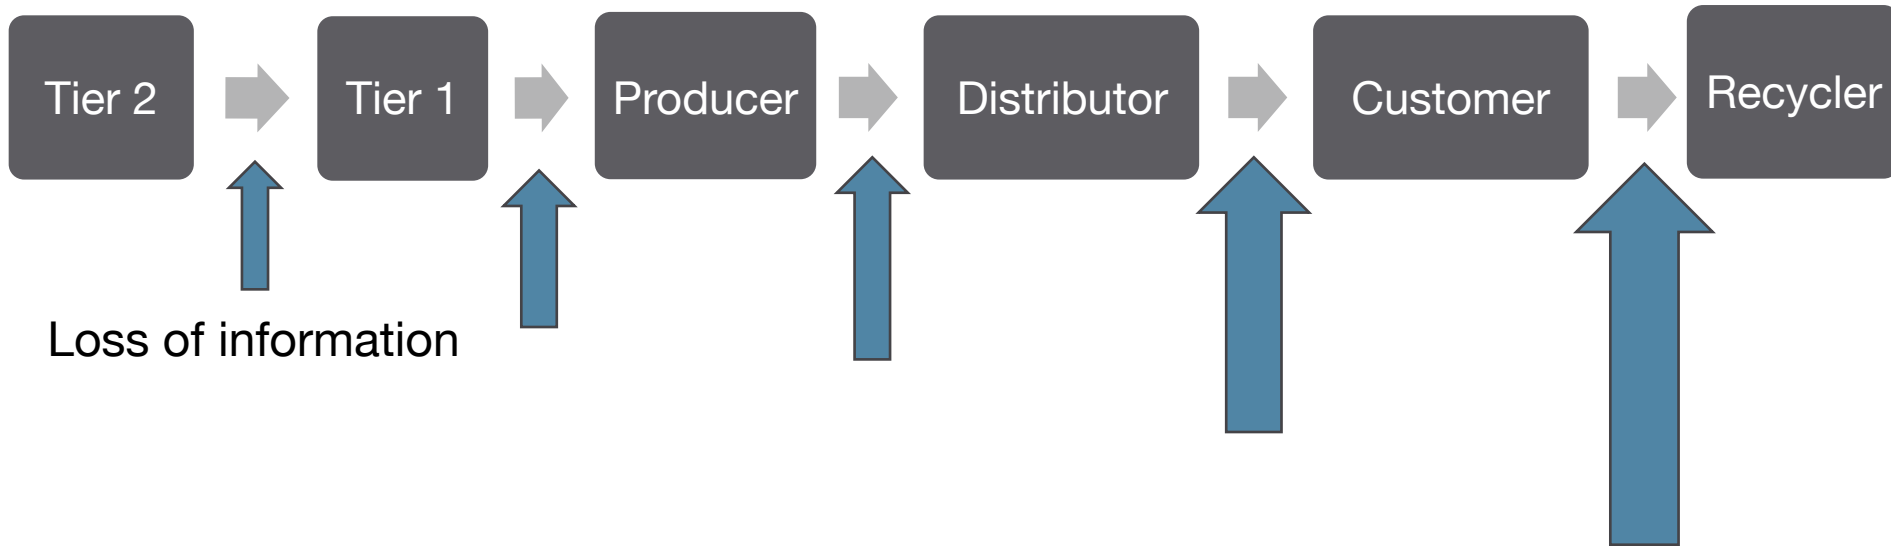 Tier 2
Tier 1
Producer
Distributor
Customer
Recycler
Loss of information